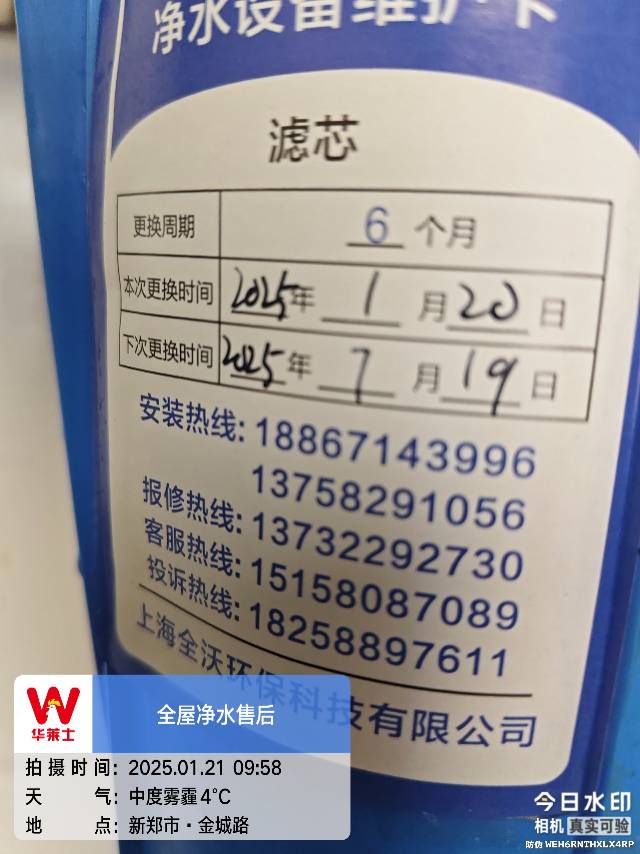 净水设备维护卡
滤芯
更换周期 6 个月
本次更换时间 2025年 1 月 20 日
下次更换时间 2025年 7 月 19 日
安装热线: 18867143996
13758291056
报修热线: 13732292730
客服热线: 15158087089
投诉热线: 18258897611
上海全沃环保科技有限公司
华莱士
全屋净水售后
拍摄时间: 2025.01.21 09:58
天 气: 中度雾霾 4℃
地 点: 新郑市·金城路
今日水印
相机 真实可验
防伪 WEH6RNTHXLX4RP